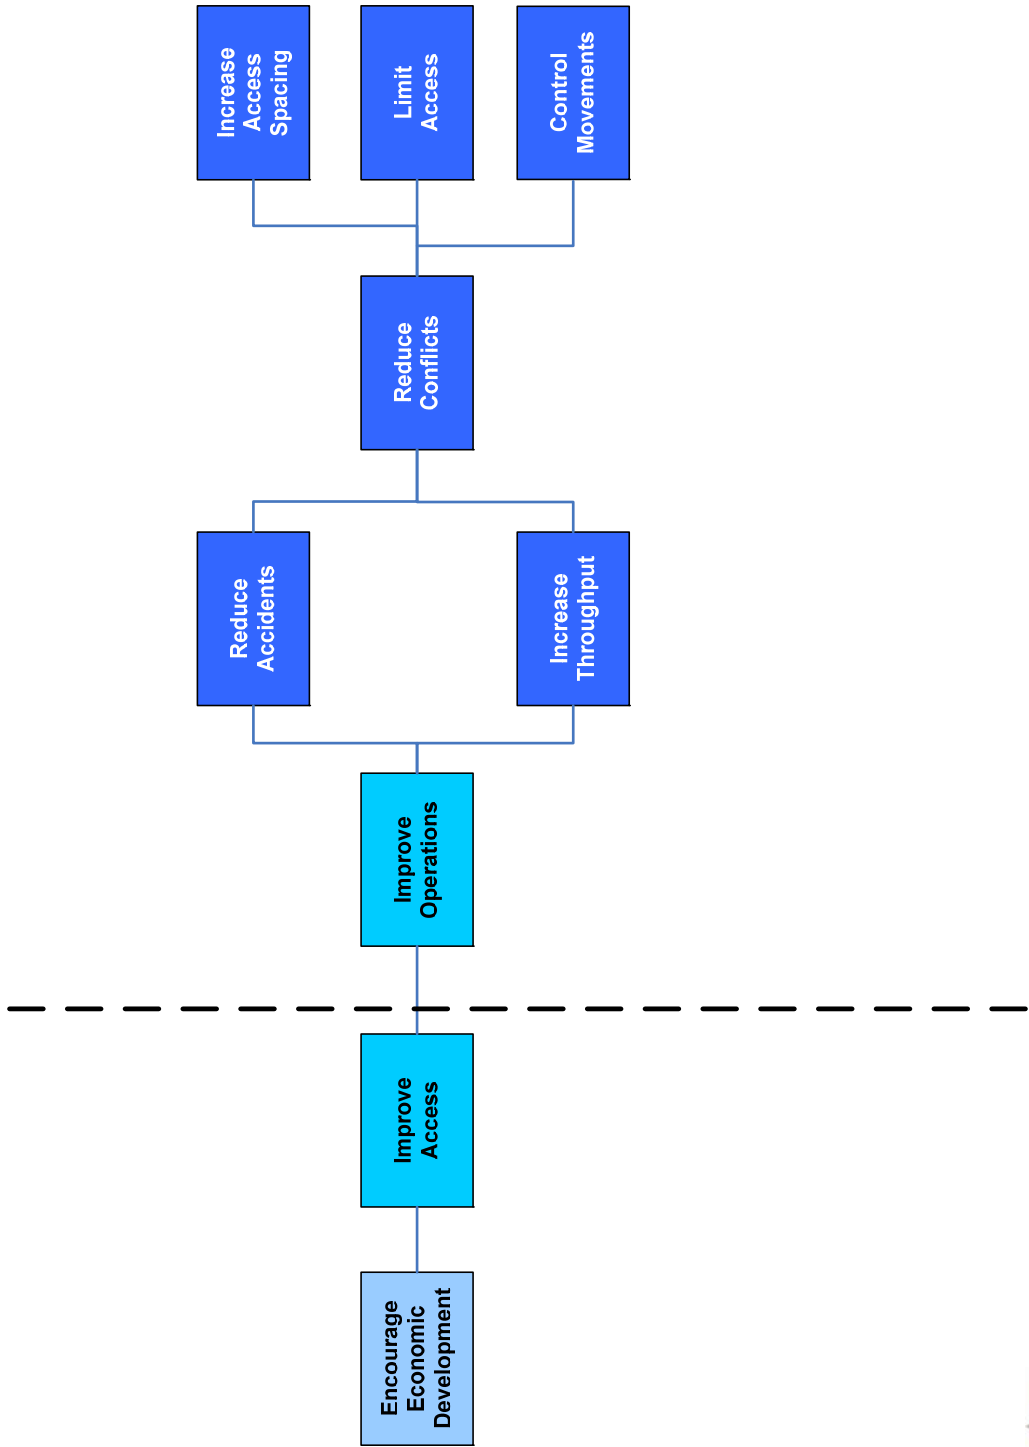 Encourage
Economic
Development
Improve
Access
Improve
Operations
Reduce
Accidents
Increase
Throughput
Reduce
Conflicts
Increase
Access
Spacing
Limit
Access
Control
Movements